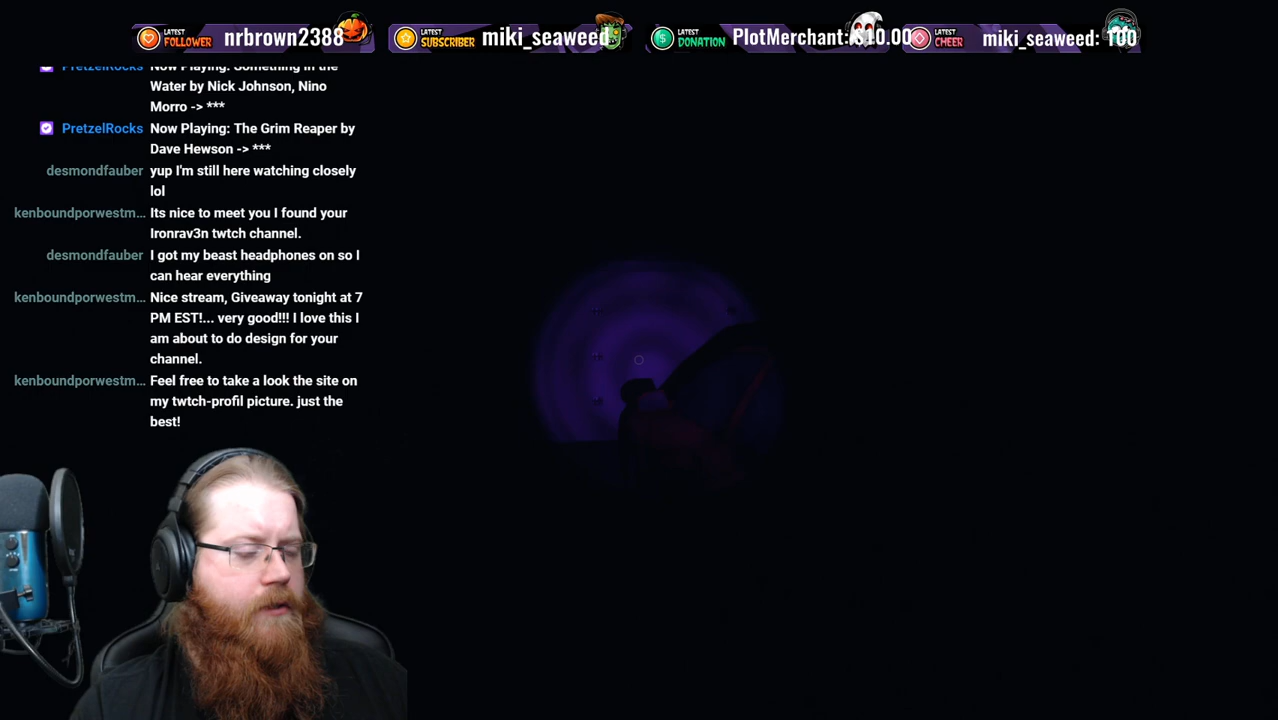 LATEST FOLLOWER nrbrown2388 LATEST SUBSCRIBER miki_seaweed LATEST DONATION PlotMerchant: $10.00 LATEST CHEER miki_seaweed: 100
PretzelRocks Now Playing: Something in the
Water by Nick Johnson, Nino
Morro -> ***
PretzelRocks Now Playing: The Grim Reaper by
Dave Hewson -> ***
desmondfauber yup I'm still here watching closely
lol
kenboundporwestm... Its nice to meet you I found your
Ironrav3n twtch channel.
desmondfauber I got my beast headphones on so I
can hear everything
kenboundporwestm... Nice stream, Giveaway tonight at 7
PM EST!... very good!!! I love this I
am about to do design for your
channel.
kenboundporwestm... Feel free to take a look the site on
my twtch-profil picture. just the
best!